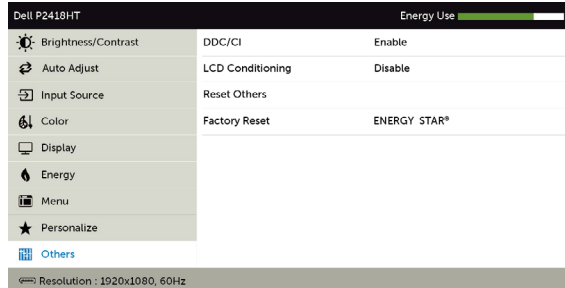 Dell P2418HT Energy Use
Brightness/Contrast DDC/CI Enable
Auto Adjust LCD Conditioning Disable
Input Source Reset Others
Color Factory Reset ENERGY STAR®
Display
Energy
Menu
Personalize
Others
Resolution : 1920x1080, 60Hz